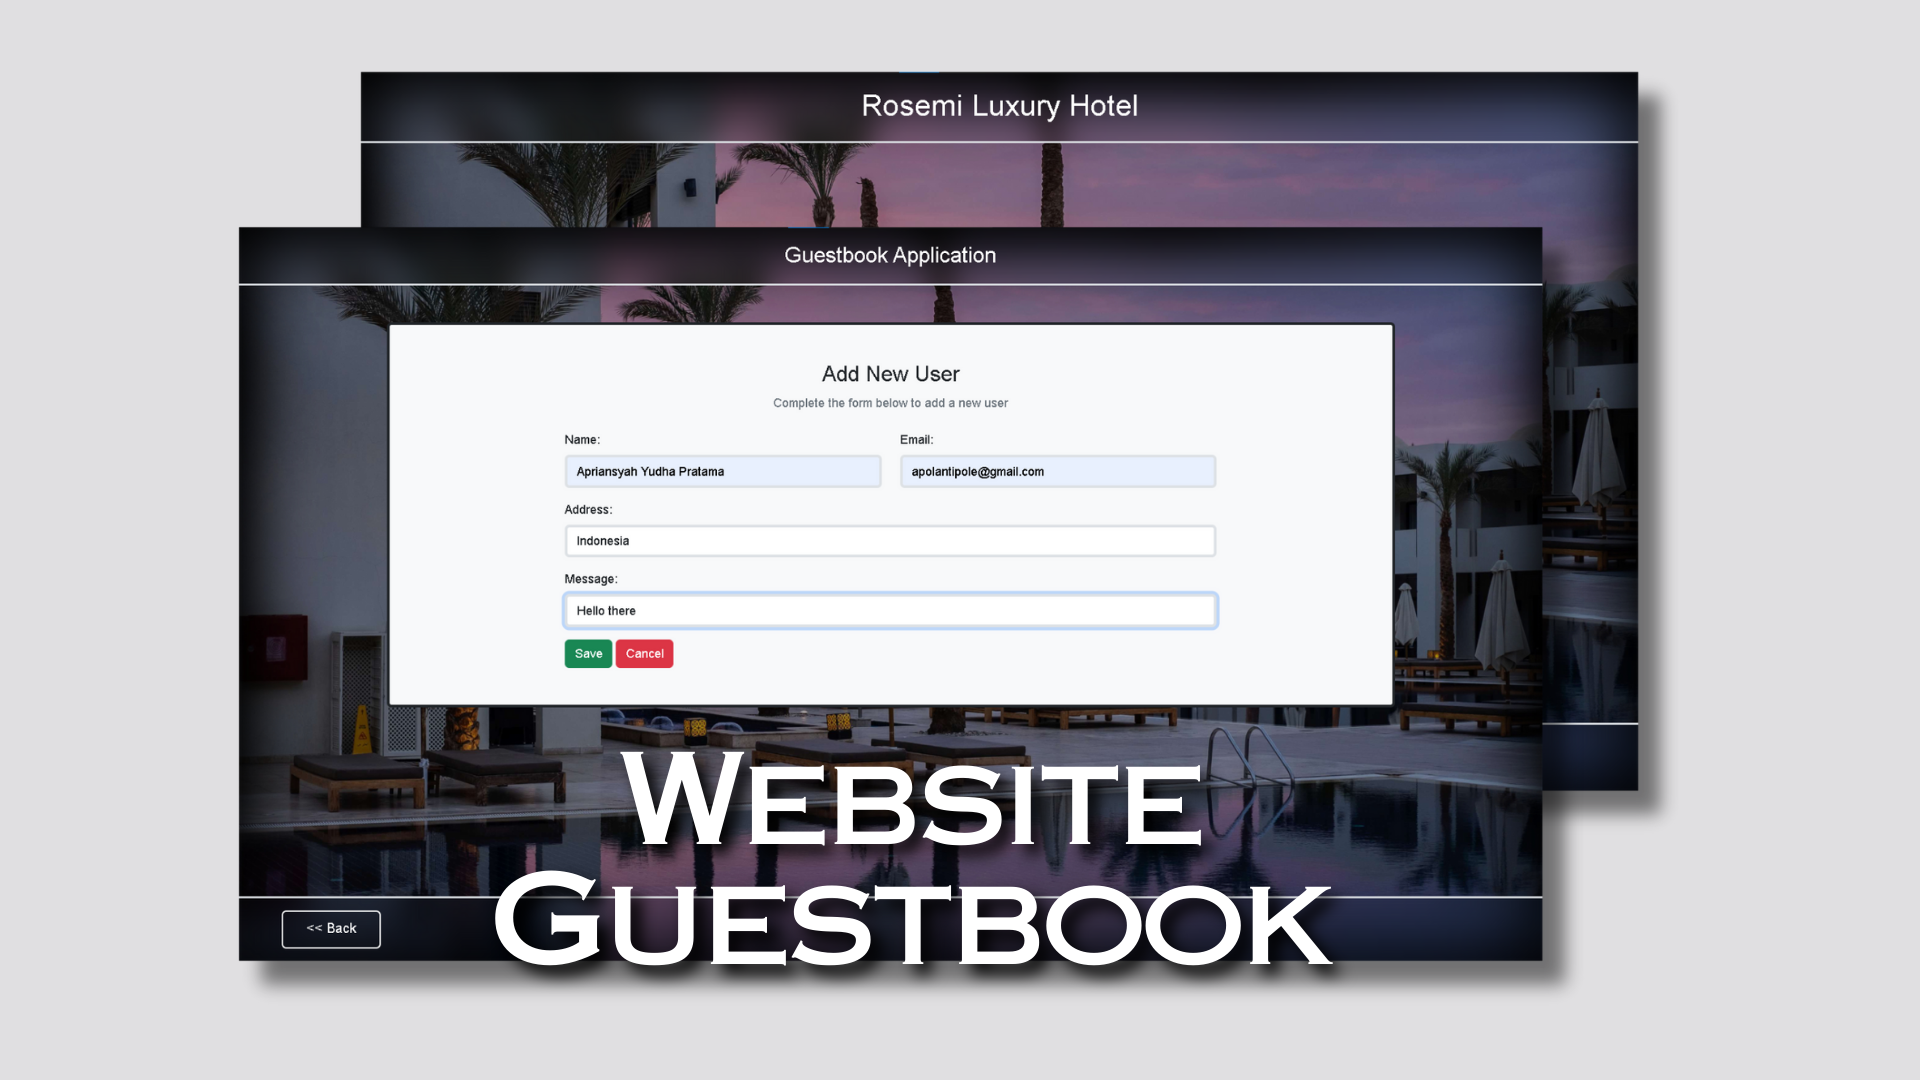 Rosemi Luxury Hotel
Guestbook Application
Add New User
Complete the form below to add a new user
Name: Email:
Apriansyah Yudha Pratama apolantipole@gmail.com
Address:
Indonesia
Message:
Hello there
Save Cancel
Website
Guestbook
<< Back